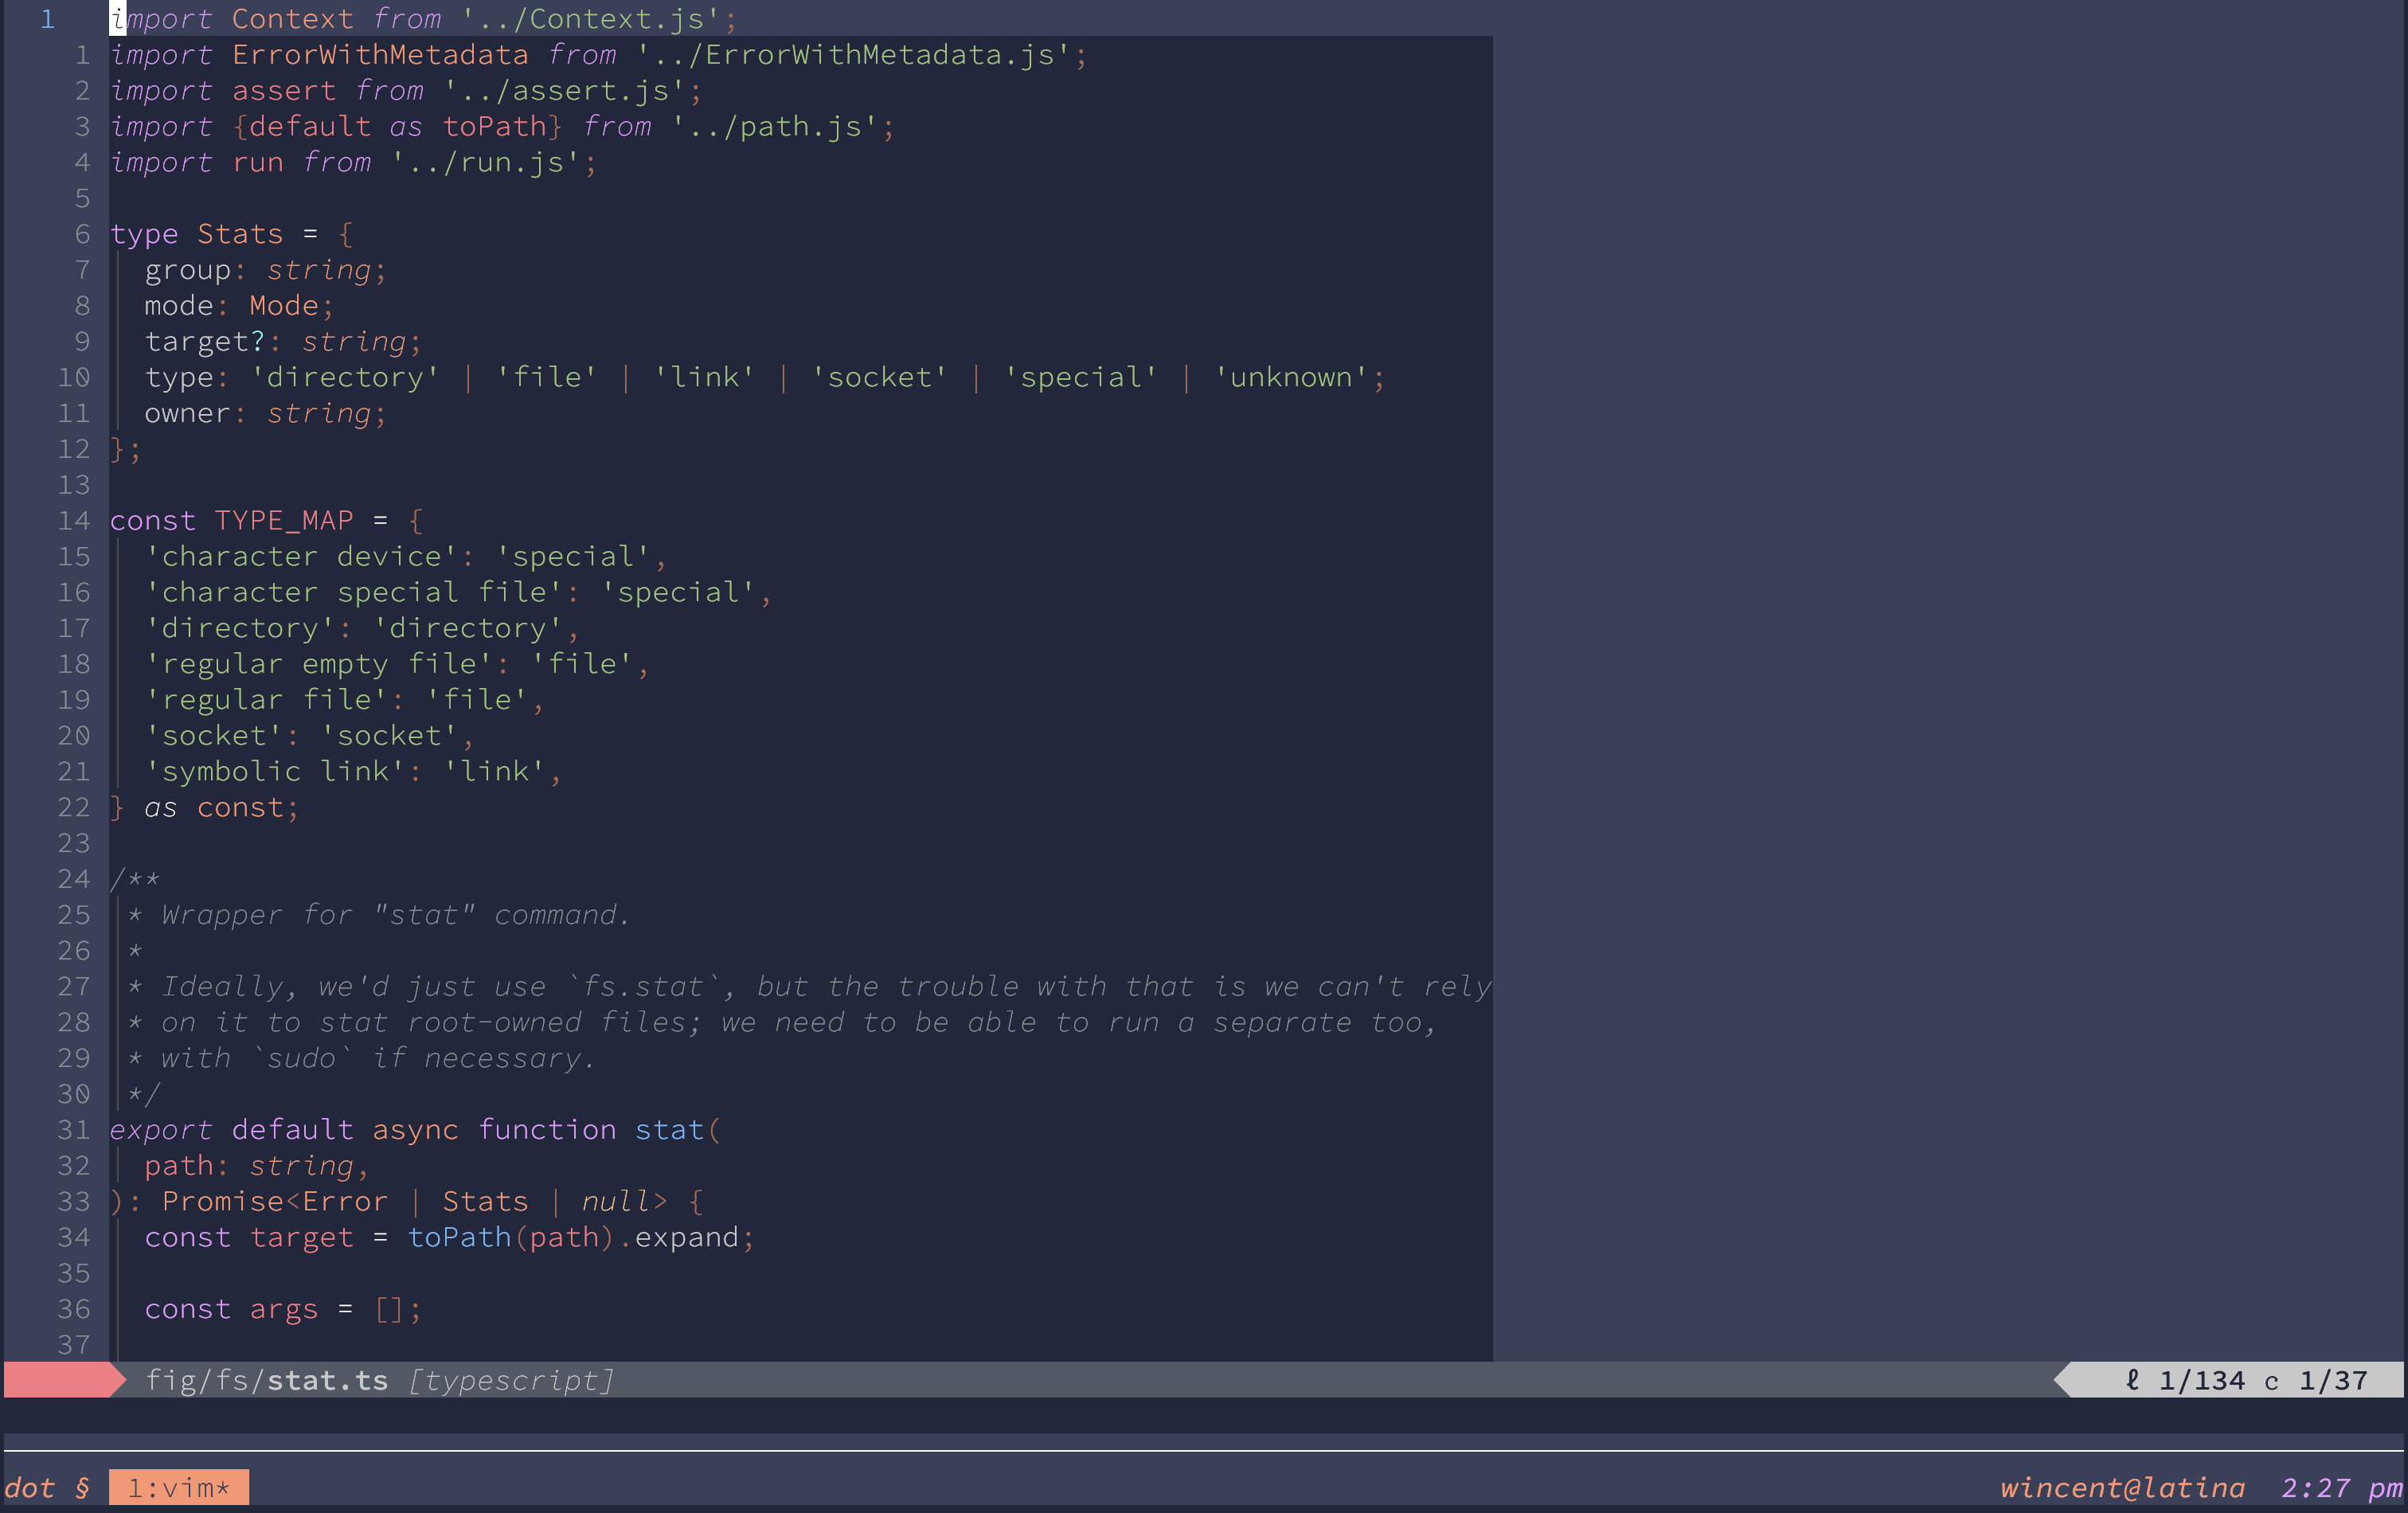 1 import Context from '../Context.js';
1 import ErrorWithMetadata from '../ErrorWithMetadata.js';
2 import assert from '../assert.js';
3 import {default as toPath} from '../path.js';
4 import run from '../run.js';
5
6 type Stats = {
7   group: string;
8   mode: Mode;
9   target?: string;
10   type: 'directory' | 'file' | 'link' | 'socket' | 'special' | 'unknown';
11   owner: string;
12 };
13
14 const TYPE_MAP = {
15   'character device': 'special',
16   'character special file': 'special',
17   'directory': 'directory',
18   'regular empty file': 'file',
19   'regular file': 'file',
20   'socket': 'socket',
21   'symbolic link': 'link',
22 } as const;
23
24 /**
25  * Wrapper for "stat" command.
26  *
27  * Ideally, we'd just use `fs.stat`, but the trouble with that is we can't rely
28  * on it to stat root-owned files; we need to be able to run a separate too,
29  * with `sudo` if necessary.
30  */
31 export default async function stat(
32   path: string,
33 ): Promise<Error | Stats | null> {
34   const target = toPath(path).expand;
35
36   const args = [];
37
fig/fs/stat.ts [typescript] ℓ 1/134 c 1/37
dot § 1:vim* wincent@latina 2:27 pm